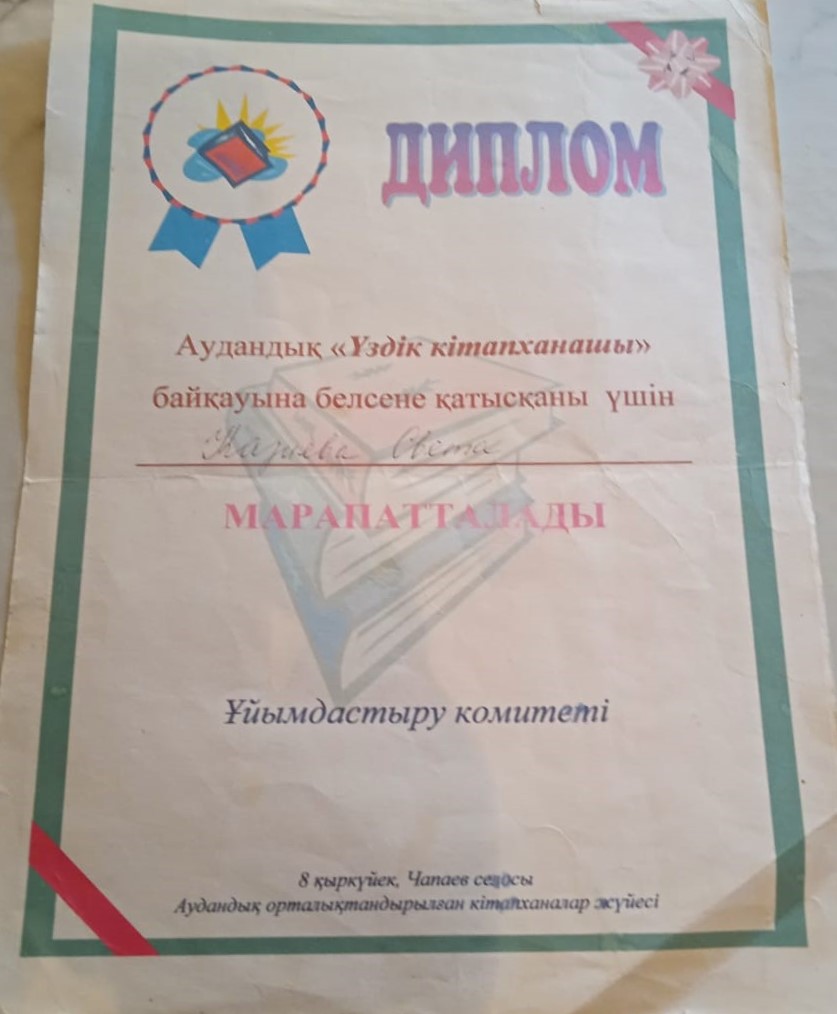 ДИПЛОМ
Аудандық «Үздік кітапханашы»
байқауына белсене қатысқаны үшін
Света
МАРАПАТТАЛАДЫ
Ұйымдастыру комитеті
8 қыркүйек, Чапаев селосы
Аудандық орталықтандырылған кітапханалар жүйесі